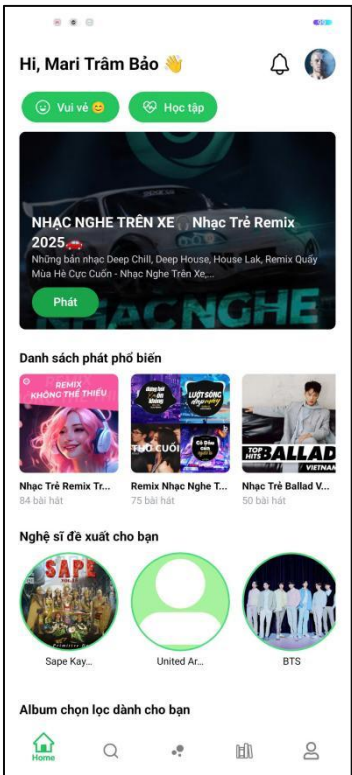 Hi, Mari Trâm Bảo 👋
Vui vẻ 😊
Học tập
NHẠC NGHE TRÊN XE 🎧 Nhạc Trẻ Remix
2025🚗
Những bản nhạc Deep Chill, Deep House, House Lak, Remix Quẩy
Mùa Hè Cực Cuốn - Nhạc Nghe Trên Xe,...
Phát
NHẠC NGHE
Danh sách phát phổ biến
REMIX
KHÔNG THỂ THIẾU
LƯỚT SÓNG
THU CUỐI
TOP
HITS BALLAD
VIETNAM
Nhạc Trẻ Remix Tr...
Remix Nhạc Nghe T...
Nhạc Trẻ Ballad V...
84 bài hát
75 bài hát
50 bài hát
Nghệ sĩ đề xuất cho bạn
SAPE
Sape Kay...
United Ar...
BTS
Album chọn lọc dành cho bạn
Home